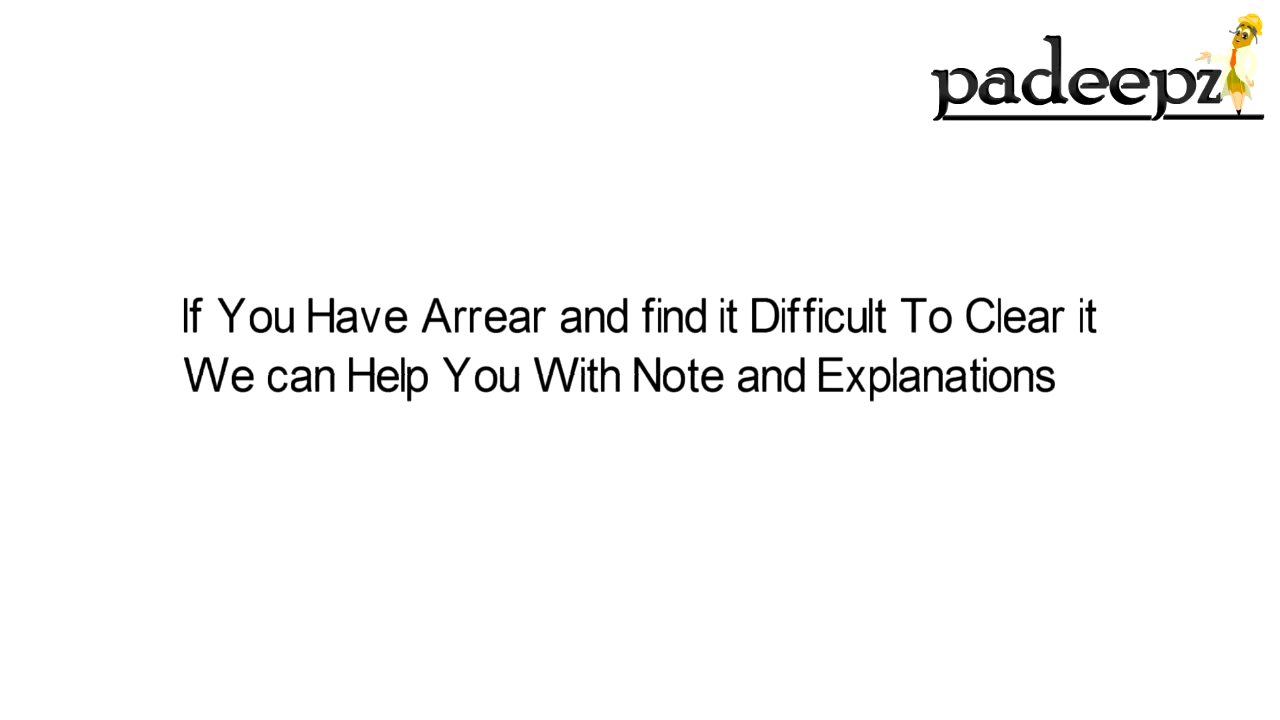 padeepz
If You Have Arrear and find it Difficult To Clear it
We can Help You With Note and Explanations